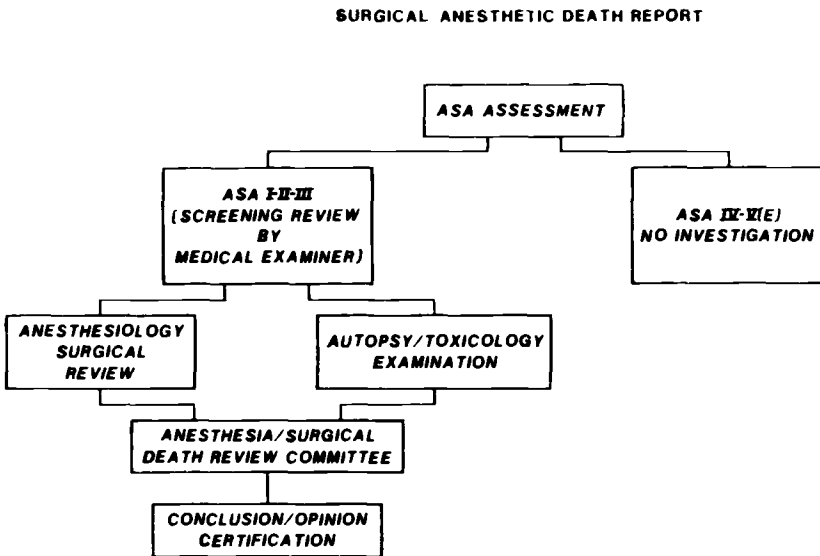 SURGICAL ANESTHETIC DEATH REPORT
ASA ASSESSMENT
ASA I-II-III
(SCREENING REVIEW
BY
MEDICAL EXAMINER)
ASA IV-V(E)
NO INVESTIGATION
ANESTHESIOLOGY
SURGICAL
REVIEW
AUTOPSY/TOXICOLOGY
EXAMINATION
ANESTHESIA/SURGICAL
DEATH REVIEW COMMITTEE
CONCLUSION/OPINION
CERTIFICATION